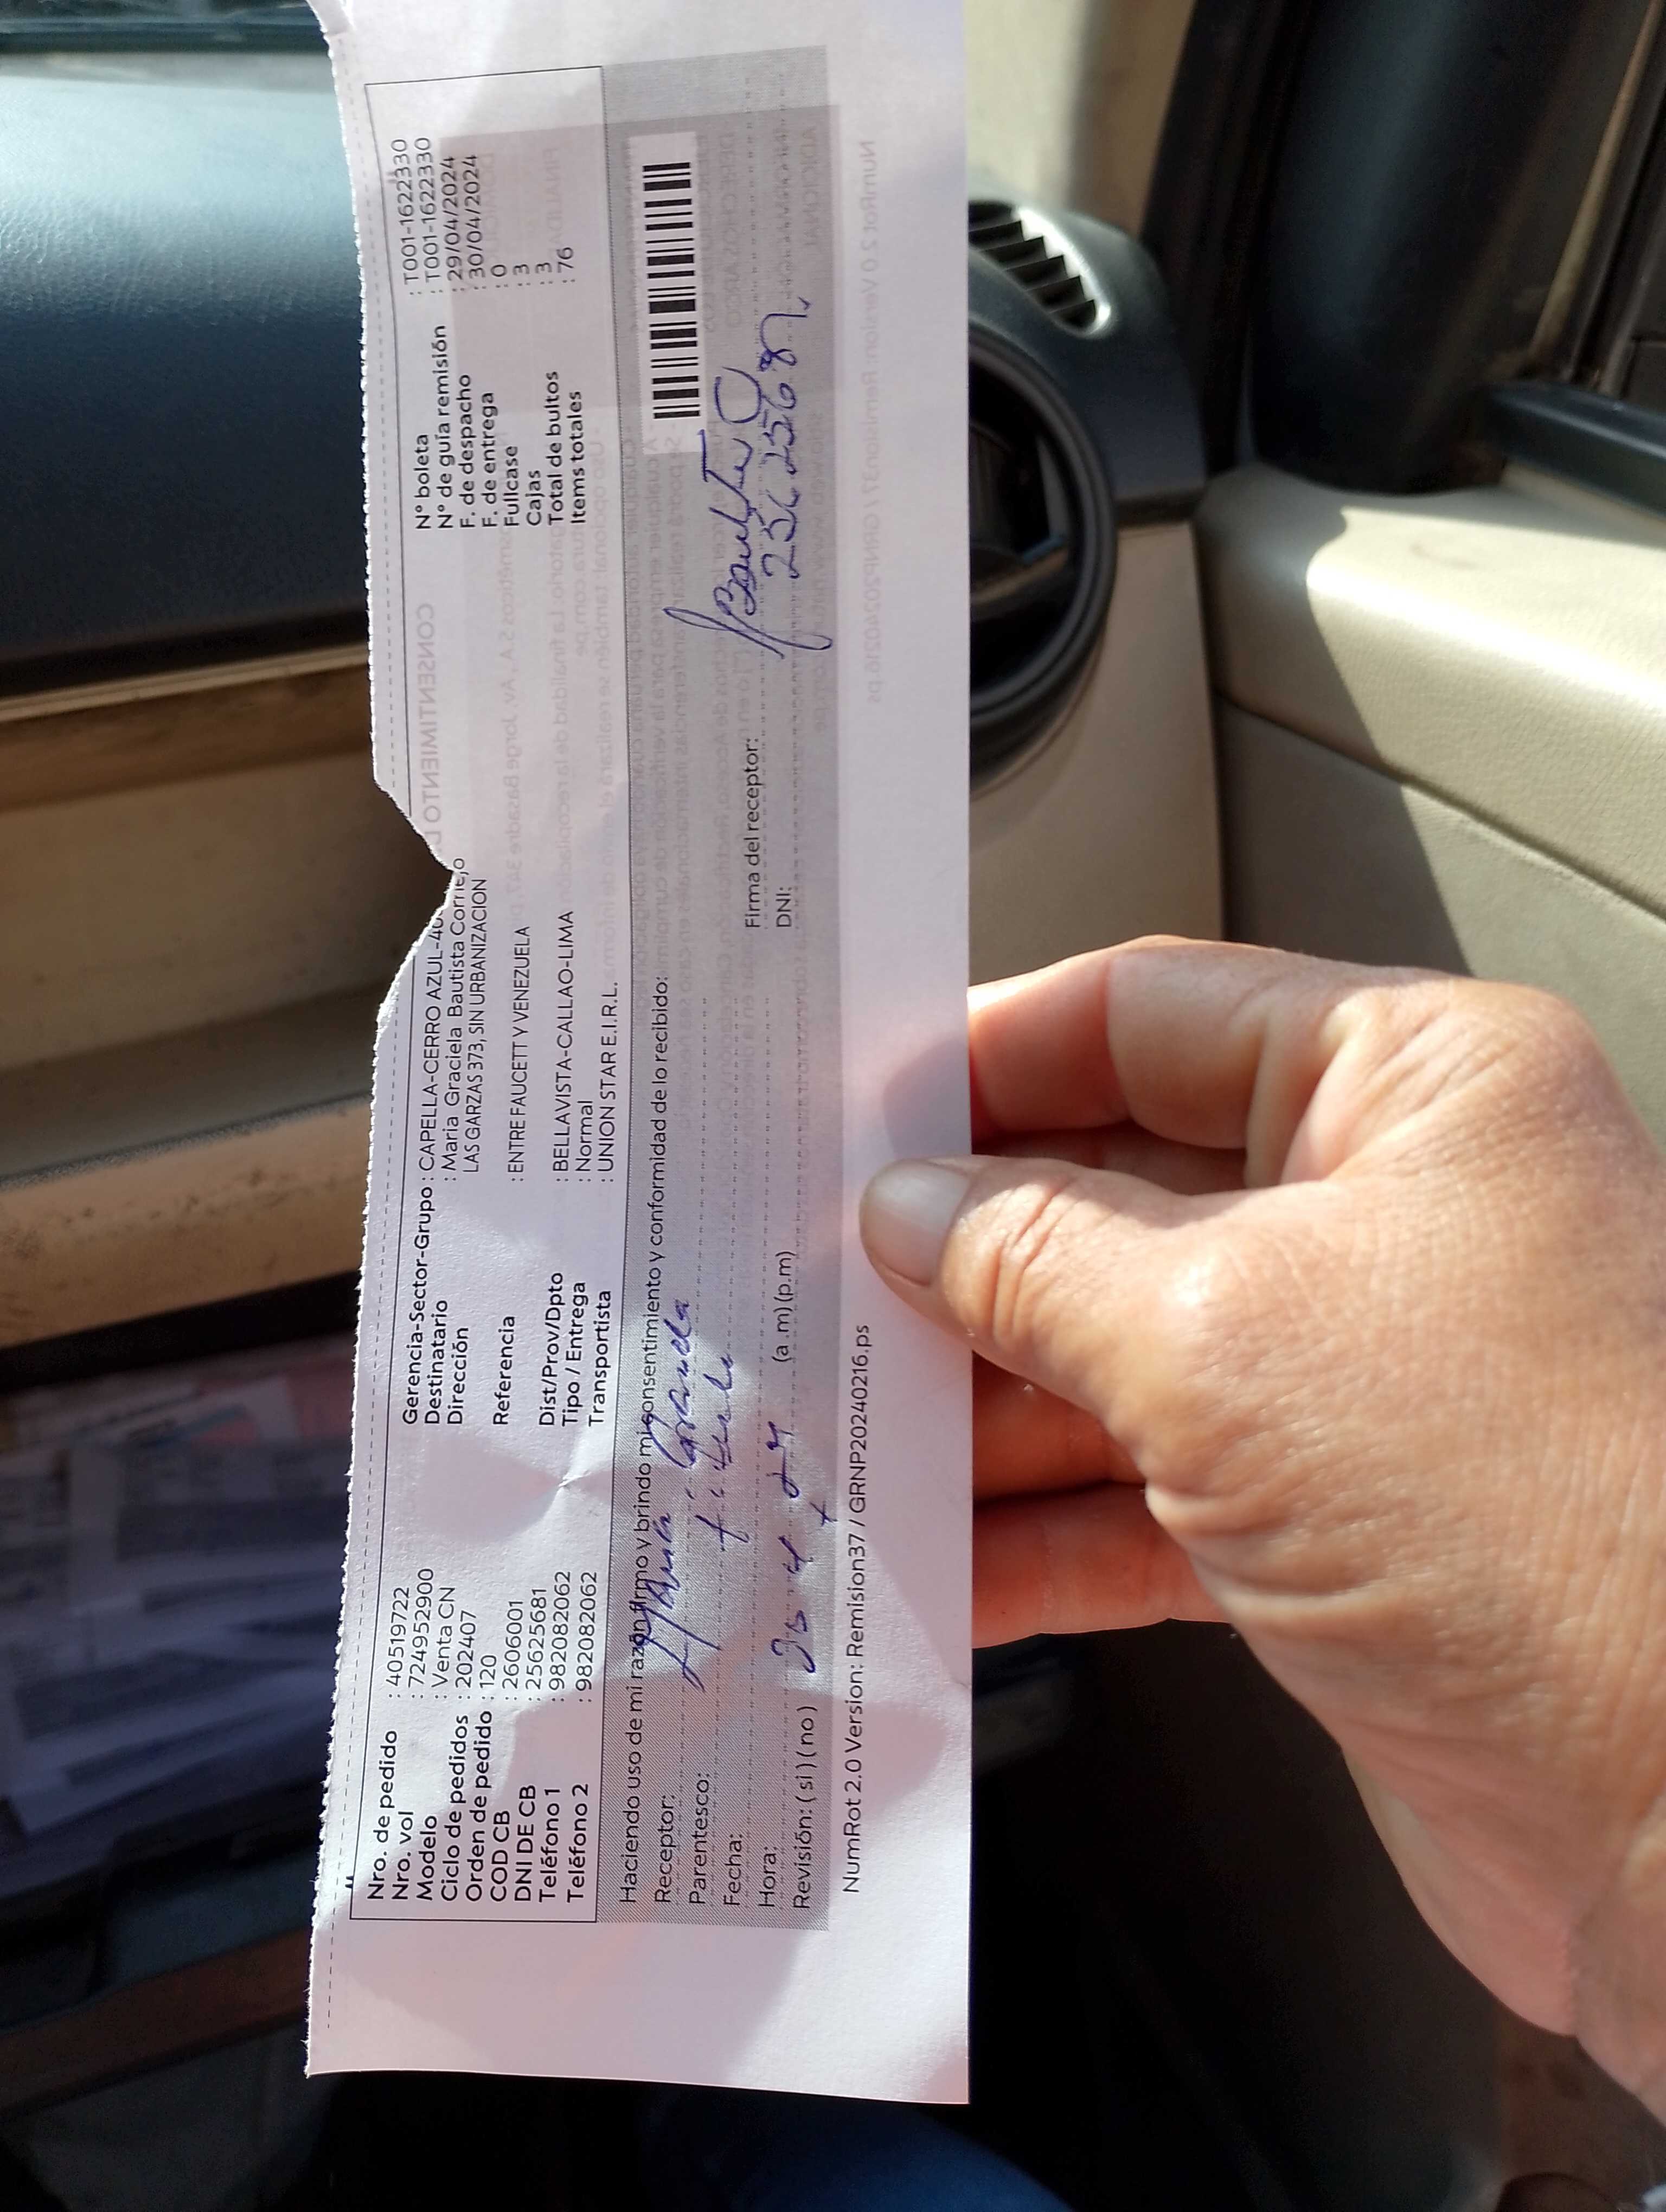 Nro. de pedido : 40519722
Nro. vol : 724952900
Modelo : Venta CN
Ciclo de pedidos : 202407
Orden de pedido : 120
COD CB : 2606001
DNI DE CB : 25625681
Teléfono 1 : 982082062
Teléfono 2 : 982082062
Gerencia-Sector-Grupo : CAPELLA-CERRO AZUL-40
Destinatario : Maria Graciela Bautista Cornejo
Dirección LAS GARZAS 373, SIN URBANIZACION
Referencia : ENTRE FAUCETT Y VENEZUELA
Dist/Prov/Dpto : BELLAVISTA-CALLAO-LIMA
Tipo / Entrega : Normal
Transportista : UNION STAR E.I.R.L.
N° boleta : T001-1622330
N° de guía remisión : T001-1622330
F. de despacho : 29/04/2024
F. de entrega : 30/04/2024
Fullcase : 0
Cajas : 3
Total de bultos : 3
Items totales : 76
Haciendo uso de mi razón firmo y brindo mi consentimiento y conformidad de lo recibido:
Receptor: Maria Graciela
Parentesco:
Fecha:
Hora: (a.m) (p.m)
Revisión: ( si ) ( no )
Firma del receptor:
DNI: 25625681
NumRot 2.0 Version: Remision37 / GRNP20240216.ps